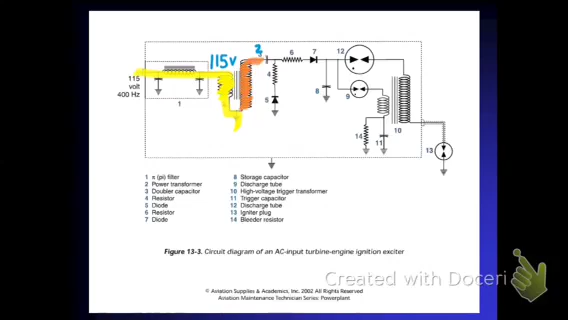 115V
3
12
6
7
115
volt
400 Hz
4
8
9
5
1
10
14
11
13
1 π (pi) filter
2 Power transformer
3 Doubler capacitor
4 Resistor
5 Diode
6 Resistor
7 Diode
8 Storage capacitor
9 Discharge tube
10 High-voltage trigger transformer
11 Trigger capacitor
12 Discharge tube
13 Igniter plug
14 Bleeder resistor
Figure 13-3. Circuit diagram of an AC-input turbine-engine ignition exciter
Created with Doceri
© Aviation Supplies & Academics, Inc. 2002 All Rights Reserved
Aviation Maintenance Technician Series: Powerplant